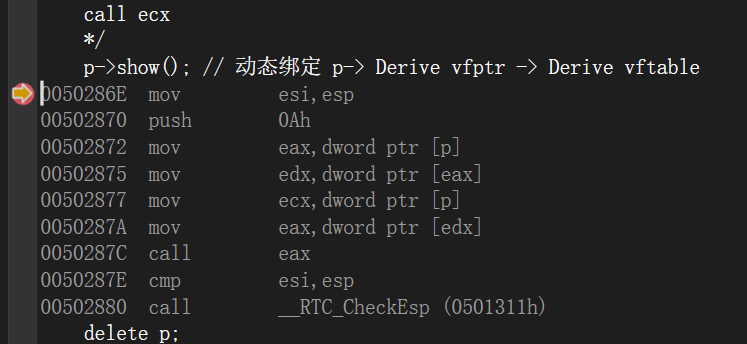 call ecx
*/
p->show(); // 动态绑定 p-> Derive vfptr -> Derive vftable
0050286E mov esi,esp
00502870 push 0Ah
00502872 mov eax,dword ptr [p]
00502875 mov edx,dword ptr [eax]
00502877 mov ecx,dword ptr [p]
0050287A mov eax,dword ptr [edx]
0050287C call eax
0050287E cmp esi,esp
00502880 call __RTC_CheckEsp (0501311h)
delete p;